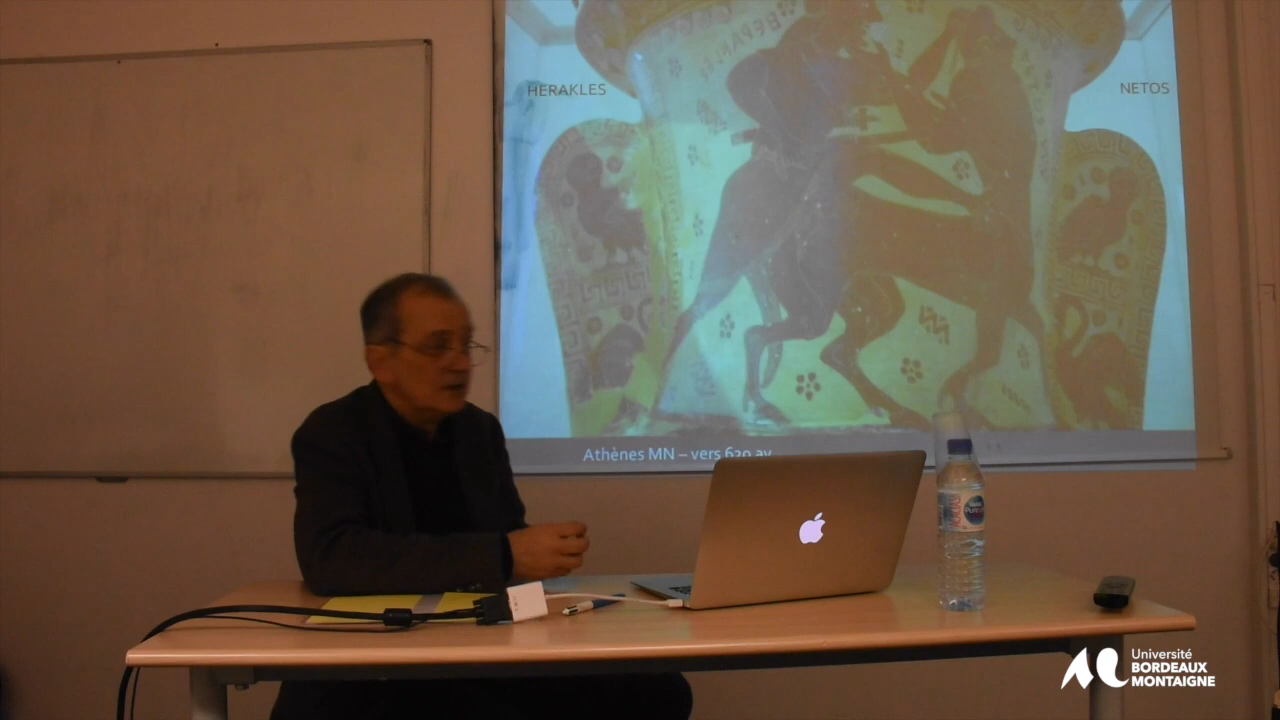 HERAKLES
NETOS
Athènes MN – vers 620 av
Université
BORDEAUX
MONTAIGNE